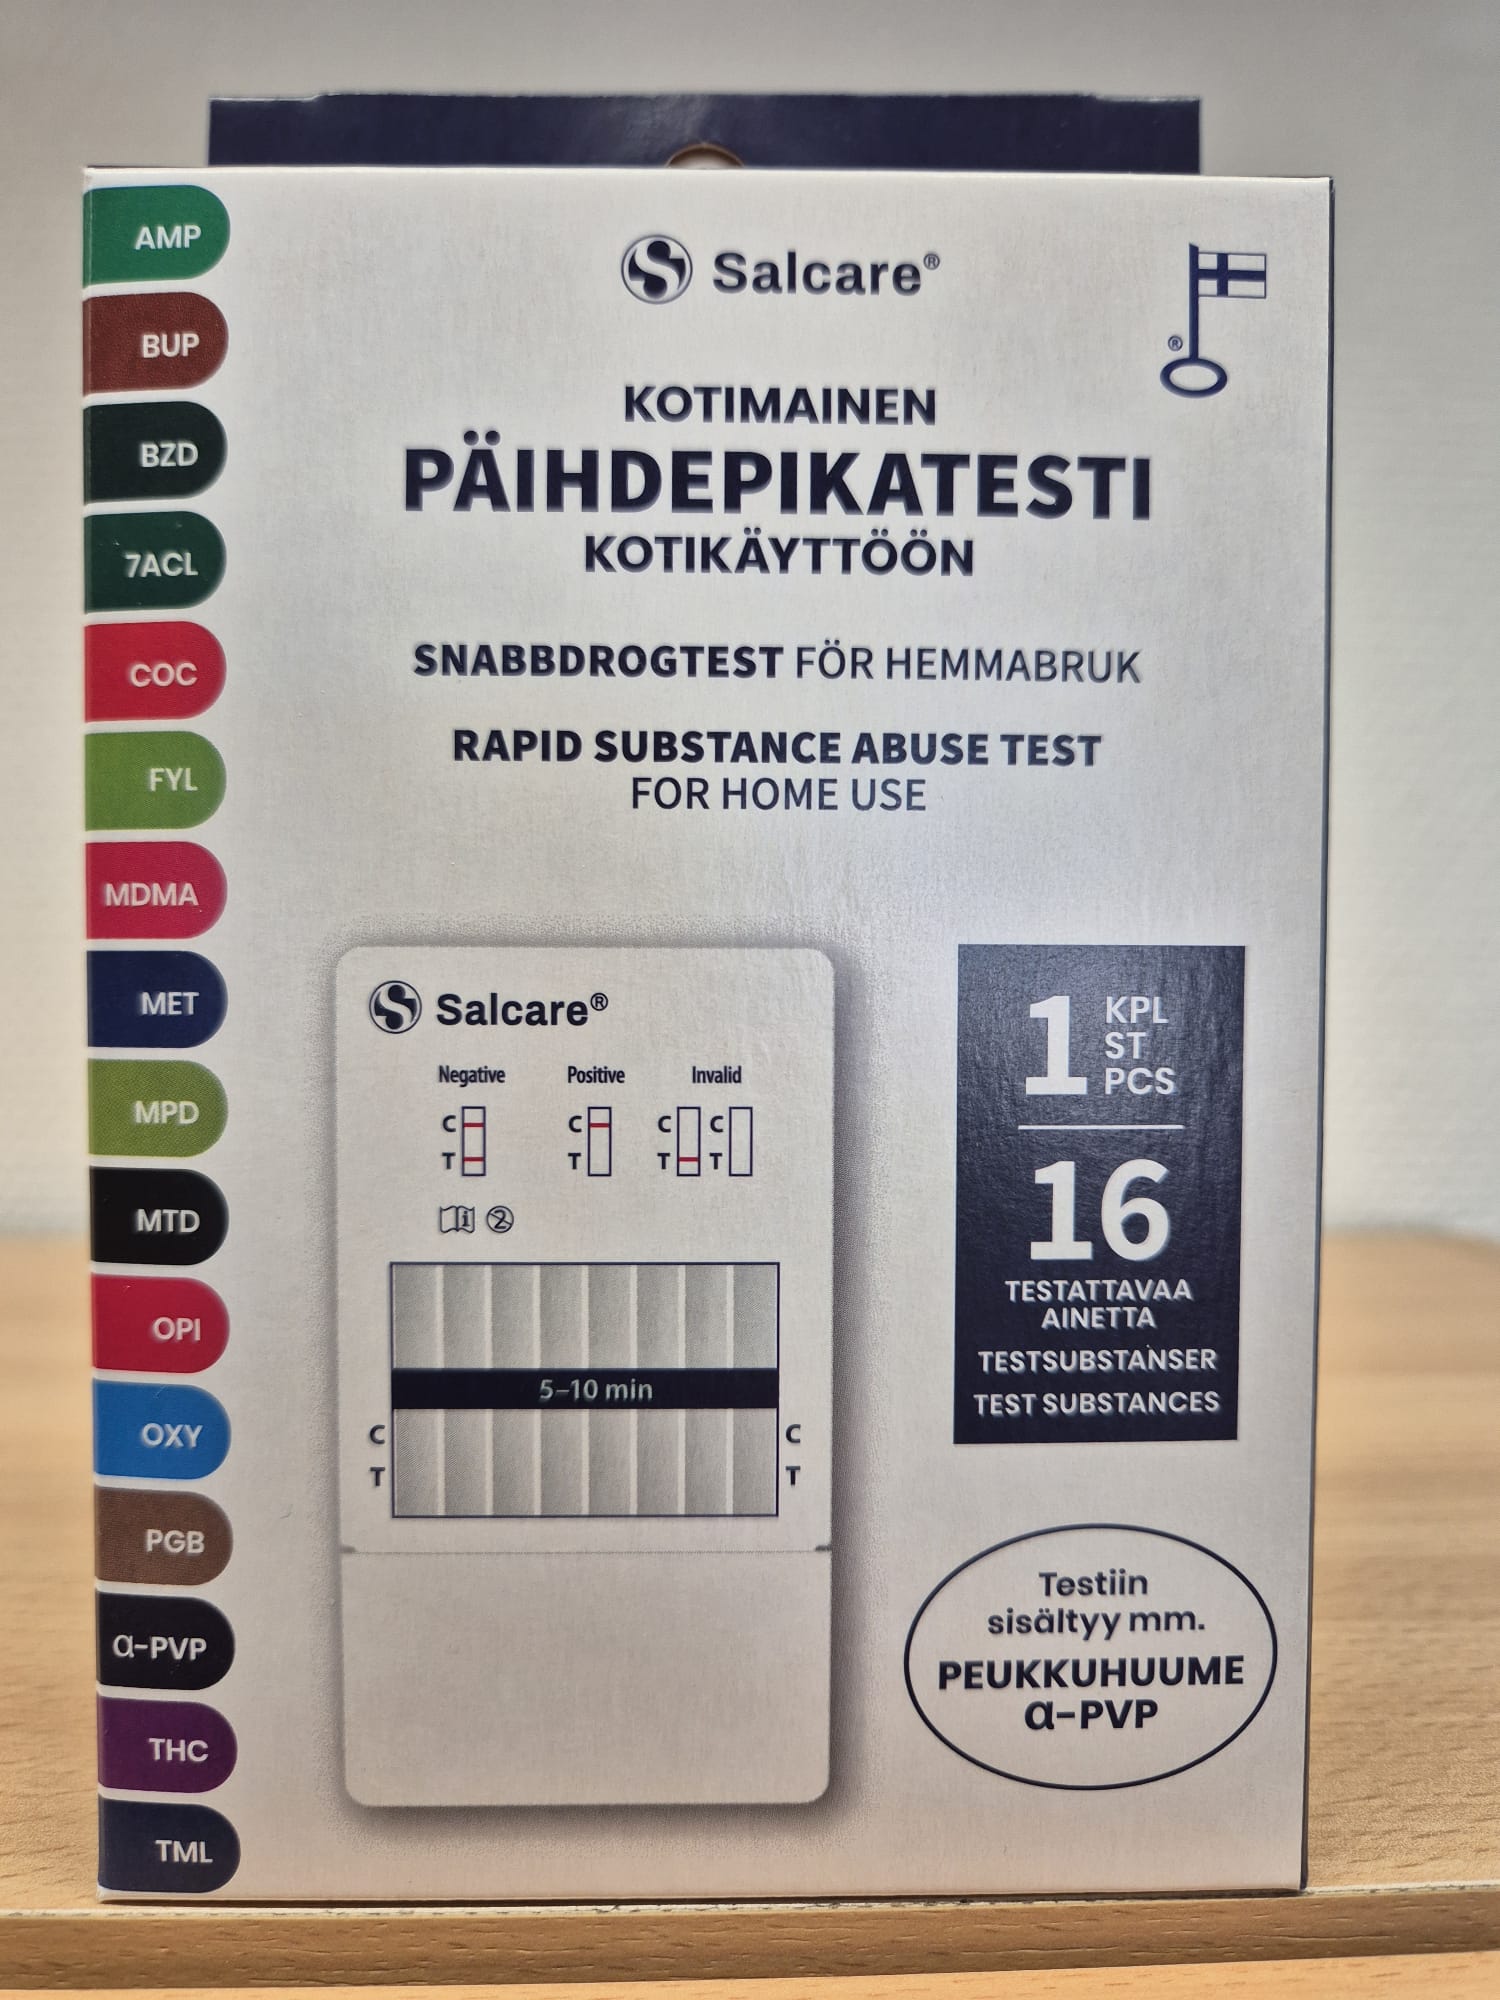 AMP
BUP
BZD
7ACL
COC
FYL
MDMA
MET
MPD
MTD
OPI
OXY
PGB
α-PVP
THC
TML
Salcare®
®
KOTIMAINEN
PÄIHDEPIKATESTI
KOTIKÄYTTÖÖN
SNABBDROGTEST FÖR HEMMABRUK
RAPID SUBSTANCE ABUSE TEST
FOR HOME USE
Salcare®
Negative Positive Invalid
C C C C
T T T T
i 2
5–10 min
C C
T T
1 KPL
ST
PCS
16
TESTATTAVAA
AINETTA
TESTSUBSTANSER
TEST SUBSTANCES
Testiin
sisältyy mm.
PEUKKUHUUME
α-PVP